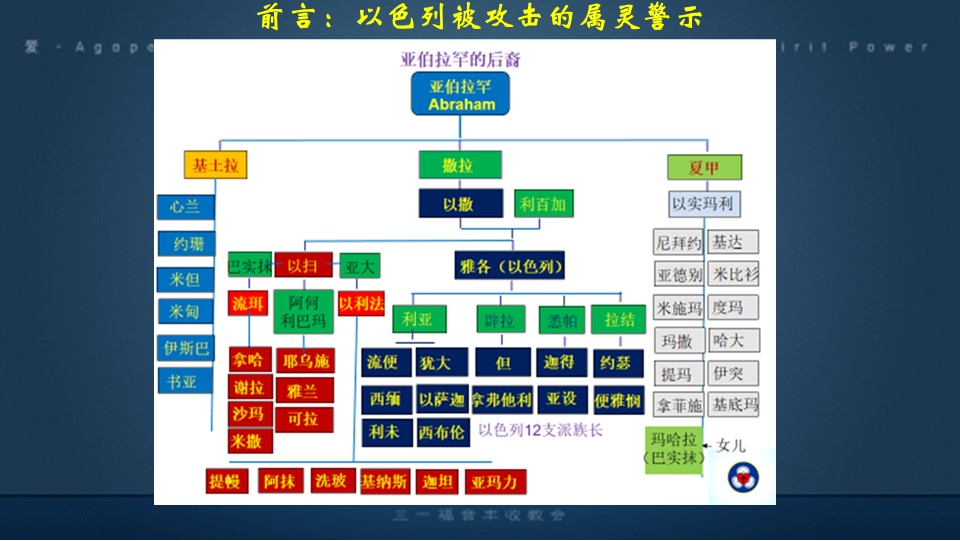 前言：以色列被攻击的属灵警示
爱 · Agape
irit Power
亚伯拉罕的后裔
亚伯拉罕
Abraham
基土拉
撒拉
夏甲
心兰
约珊
米但
米甸
伊斯巴
书亚
以撒
利百加
以实玛利
巴实抹
以扫
亚大
雅各（以色列）
流珥
阿何
利巴玛
以利法
利亚
辟拉
悉帕
拉结
拿哈
谢拉
沙玛
米撒
耶乌施
雅兰
可拉
流便
犹大
但
迦得
约瑟
西缅
以萨迦
拿弗他利
亚设
便雅悯
利未
西布伦
以色列12支派族长
提幔
阿抹
洗玻
基纳斯
迦坦
亚玛力
尼拜约
基达
亚德别
米比衫
米施玛
度玛
玛撒
哈大
提玛
伊突
拿菲施
基底玛
玛哈拉
（巴实抹）
女儿
三一福音丰收教会